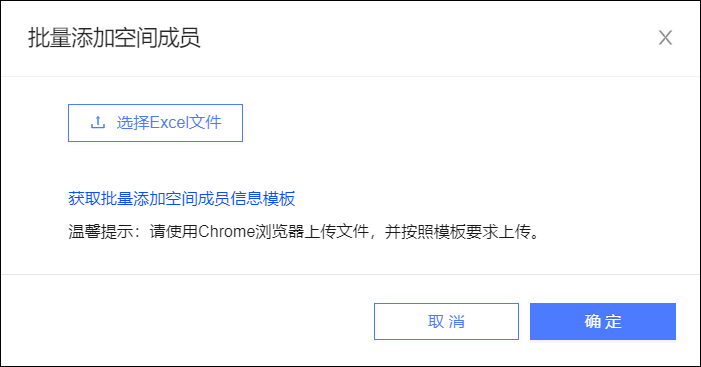 批量添加空间成员
选择Excel文件
获取批量添加空间成员信息模板
温馨提示：请使用Chrome浏览器上传文件，并按照模板要求上传。
取 消
确 定